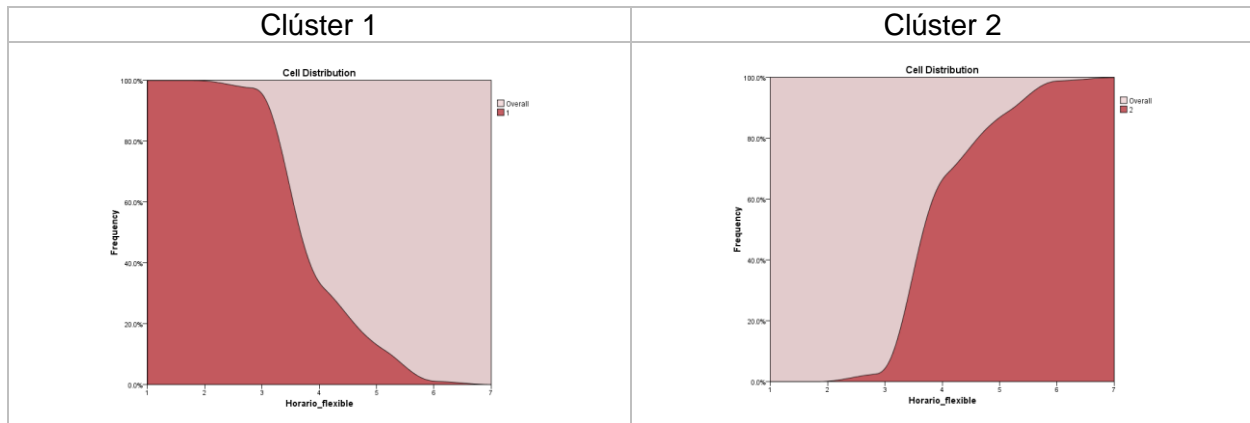 Clúster 1
Clúster 2
Cell Distribution
100.0%
80.0%
60.0%
40.0%
20.0%
0.0%
Frequency
1 2 3 4 5 6 7
Horario_flexible
Overall
1
Cell Distribution
100.0%
80.0%
60.0%
40.0%
20.0%
0.0%
Frequency
1 2 3 4 5 6 7
Horario_flexible
Overall
2